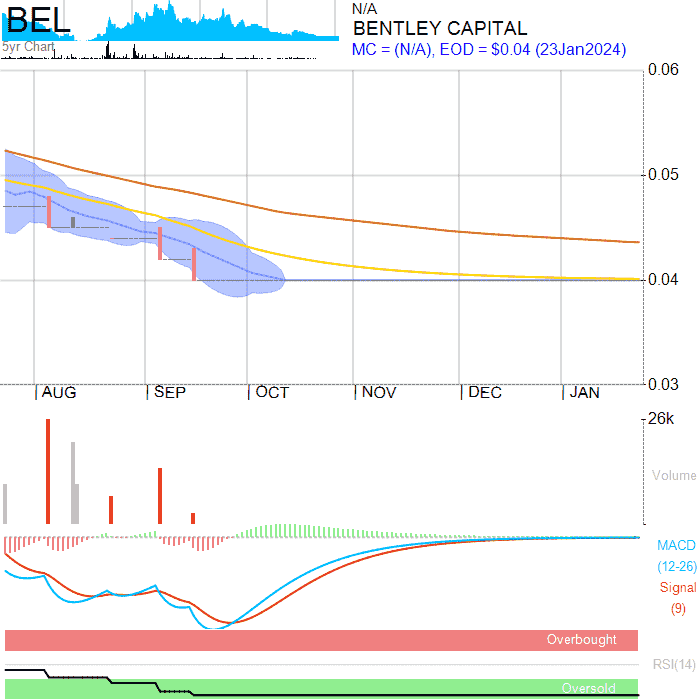 BEL
N/A
BENTLEY CAPITAL
5yr Chart
MC = (N/A), EOD = $0.04 (23Jan2024)
0.06
0.05
0.04
0.03
AUG SEP OCT NOV DEC JAN
26k
Volume
MACD
(12-26)
Signal
(9)
Overbought
RSI(14)
Oversold